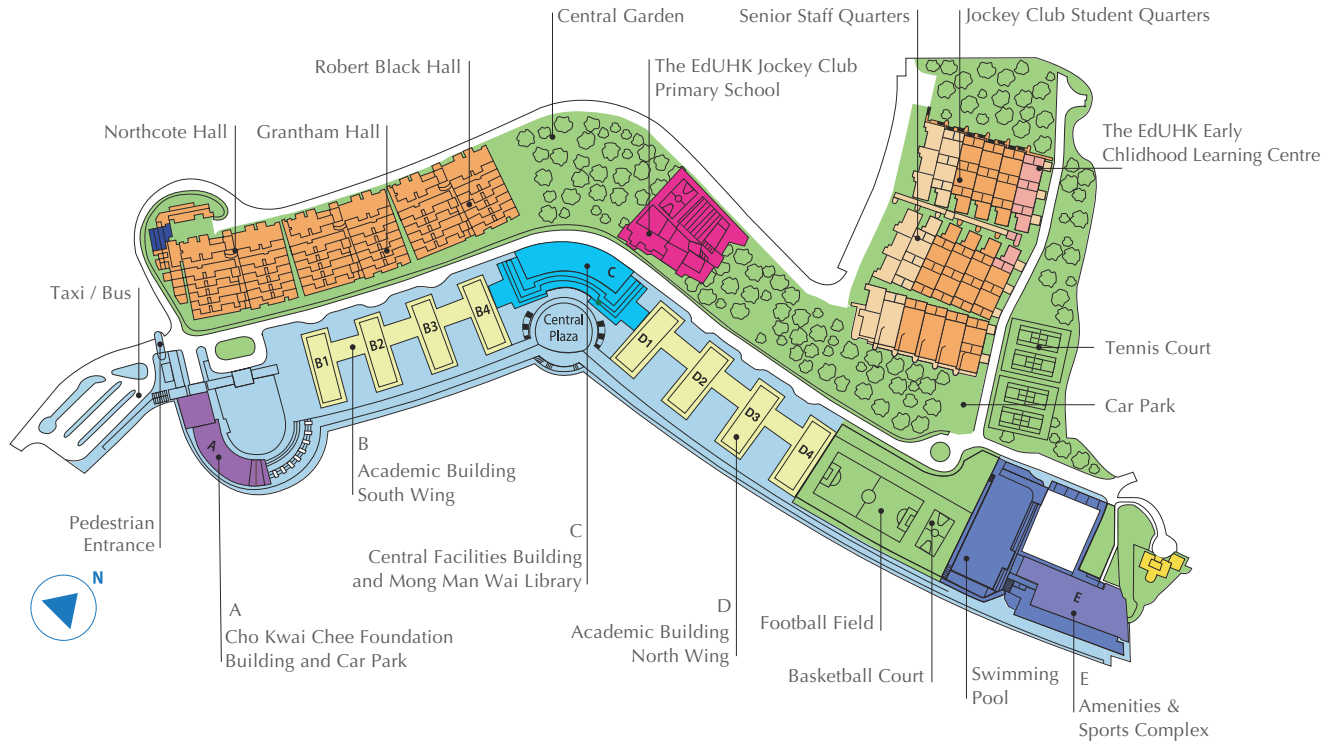 Central Garden
Senior Staff Quarters
Jockey Club Student Quarters
Robert Black Hall
The EdUHK Jockey Club
Primary School
Northcote Hall
Grantham Hall
The EdUHK Early
Chlidhood Learning Centre
Taxi / Bus
C
Central
Plaza
B1
B2
B3
B4
D1
D2
D3
D4
Tennis Court
Car Park
A
B
Academic Building
South Wing
Pedestrian
Entrance
C
Central Facilities Building
and Mong Man Wai Library
N
A
Cho Kwai Chee Foundation
Building and Car Park
D
Academic Building
North Wing
Football Field
Basketball Court
Swimming
Pool
E
E
Amenities &
Sports Complex